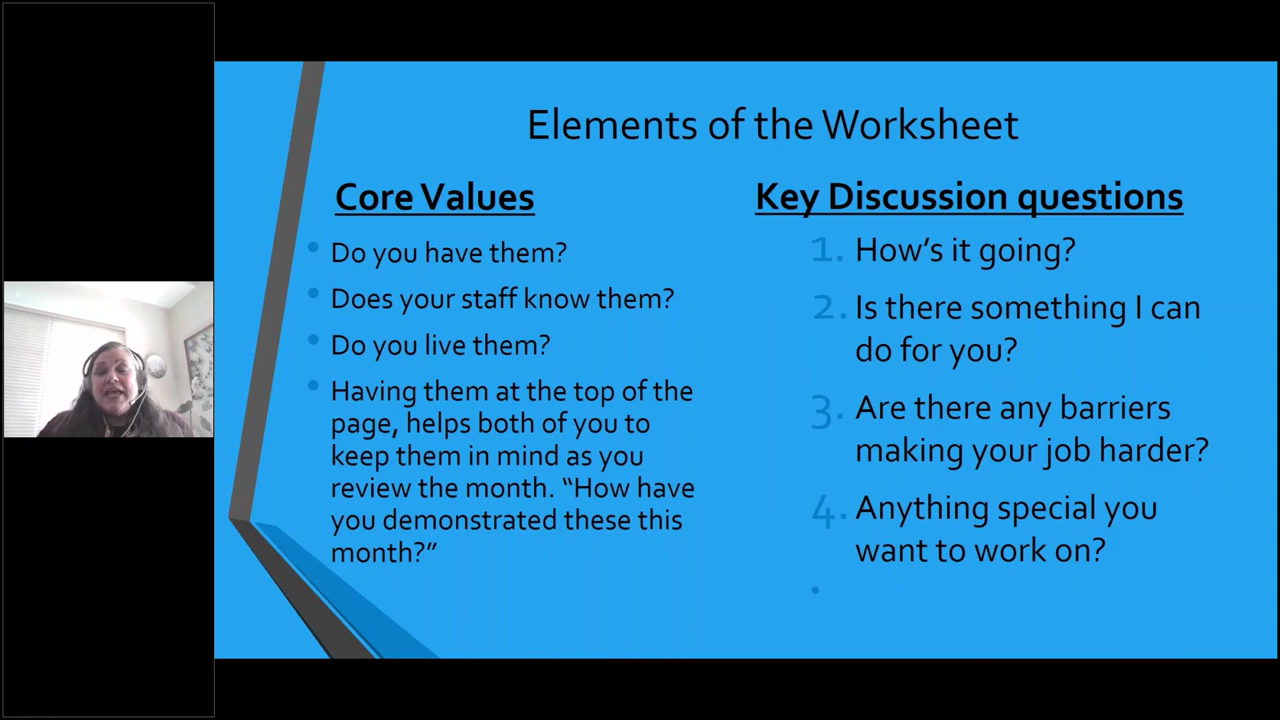 Elements of the Worksheet
Core Values
• Do you have them?
• Does your staff know them?
• Do you live them?
• Having them at the top of the
page, helps both of you to
keep them in mind as you
review the month. “How have
you demonstrated these this
month?”
Key Discussion questions
1. How’s it going?
2. Is there something I can
do for you?
3. Are there any barriers
making your job harder?
4. Anything special you
want to work on?
•